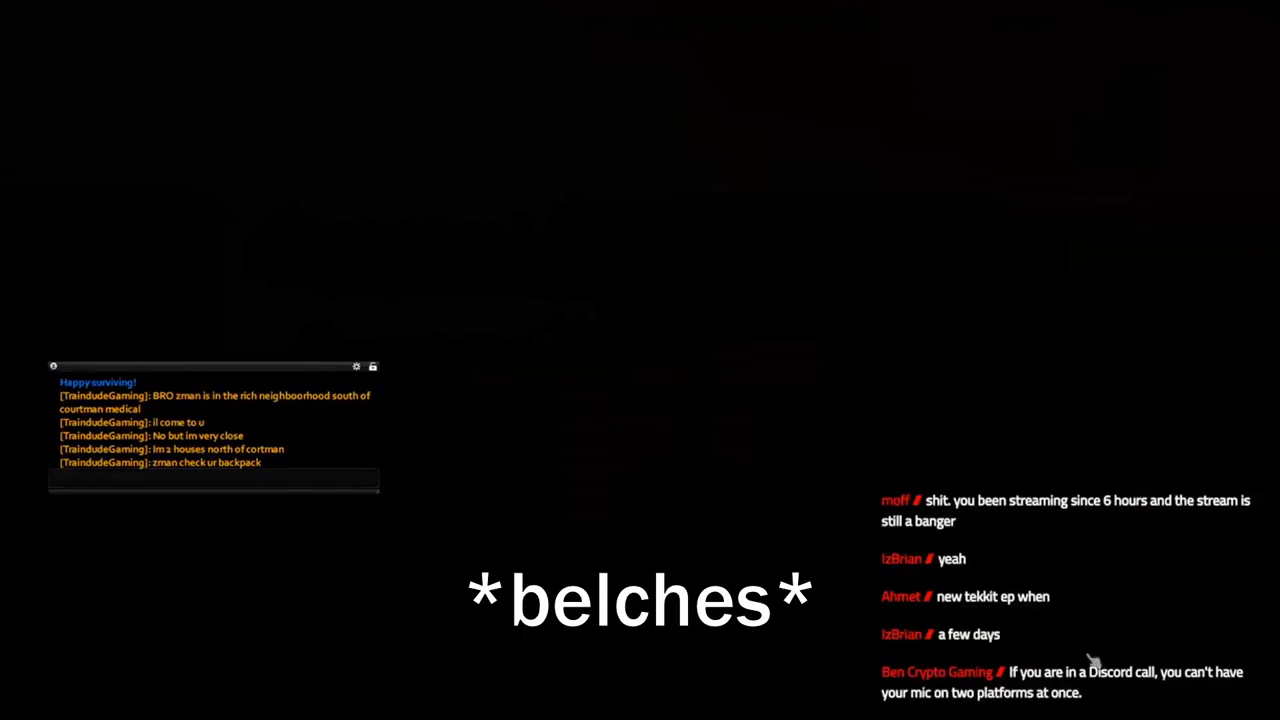 Happy surviving!
[TraindudeGaming]: BRO zman is in the rich neighboorhood south of
courtman medical
[TraindudeGaming]: il come to u
[TraindudeGaming]: No but im very close
[TraindudeGaming]: Im 2 houses north of cortman
[TraindudeGaming]: zman check ur backpack
moff // shit. you been streaming since 6 hours and the stream is
still a banger
IzBrian // yeah
Ahmet // new tekkit ep when
IzBrian // a few days
Ben Crypto Gaming // If you are in a Discord call, you can't have
your mic on two platforms at once.
*belches*